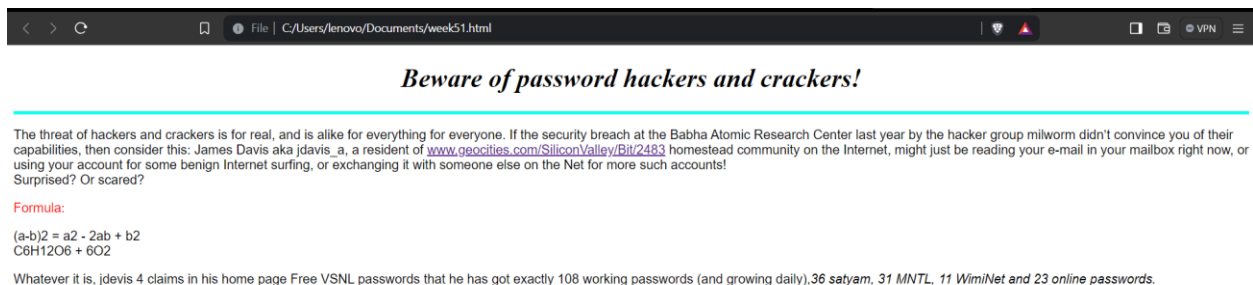 File | C:/Users/lenovo/Documents/week51.html
VPN
Beware of password hackers and crackers!
The threat of hackers and crackers is for real, and is alike for everything for everyone. If the security breach at the Babha Atomic Research Center last year by the hacker group milworm didn't convince you of their
capabilities, then consider this: James Davis aka jdavis_a, a resident of www.geocities.com/SiliconValley/Bit/2483 homestead community on the Internet, might just be reading your e-mail in your mailbox right now, or
using your account for some benign Internet surfing, or exchanging it with someone else on the Net for more such accounts!
Surprised? Or scared?
Formula:
(a-b)2 = a2 - 2ab + b2
C6H12O6 + 6O2
Whatever it is, jdevis 4 claims in his home page Free VSNL passwords that he has got exactly 108 working passwords (and growing daily),36 satyam, 31 MNTL, 11 WimiNet and 23 online passwords.